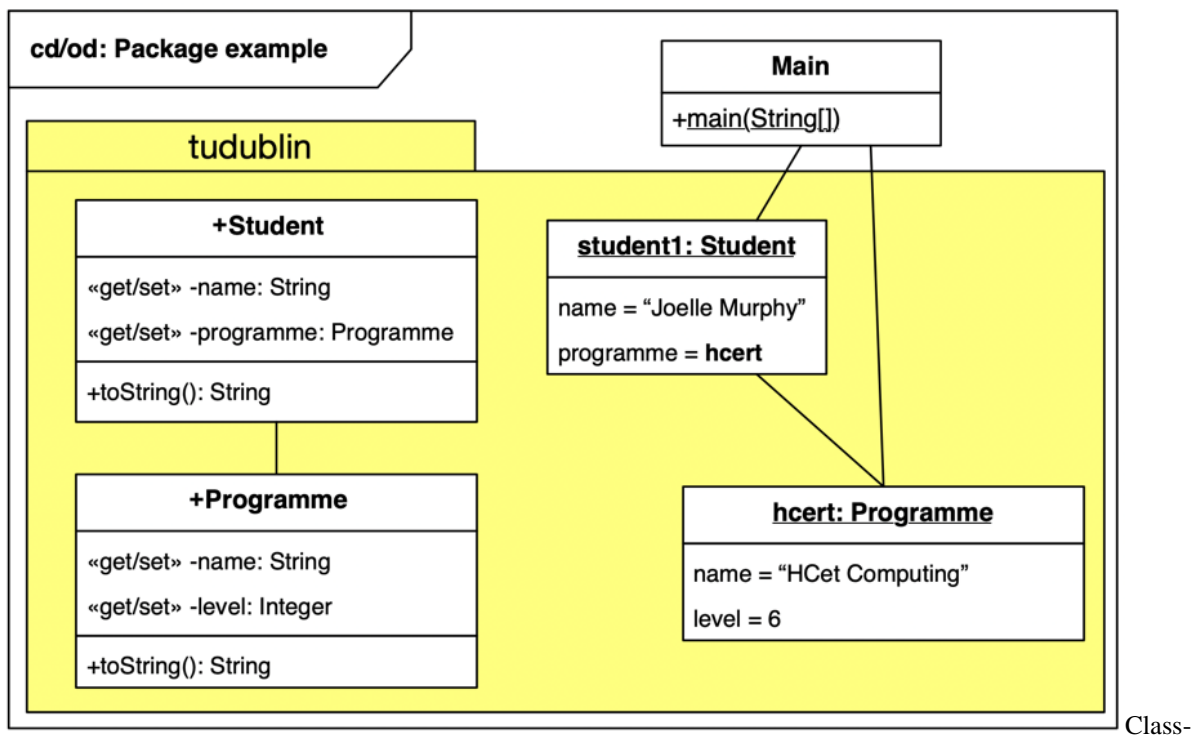 cd/od: Package example
Main
+main(String[])
tudublin
+Student
«get/set» -name: String
«get/set» -programme: Programme
+toString(): String
student1: Student
name = “Joelle Murphy”
programme = hcert
+Programme
«get/set» -name: String
«get/set» -level: Integer
+toString(): String
hcert: Programme
name = “HCet Computing”
level = 6
Class-